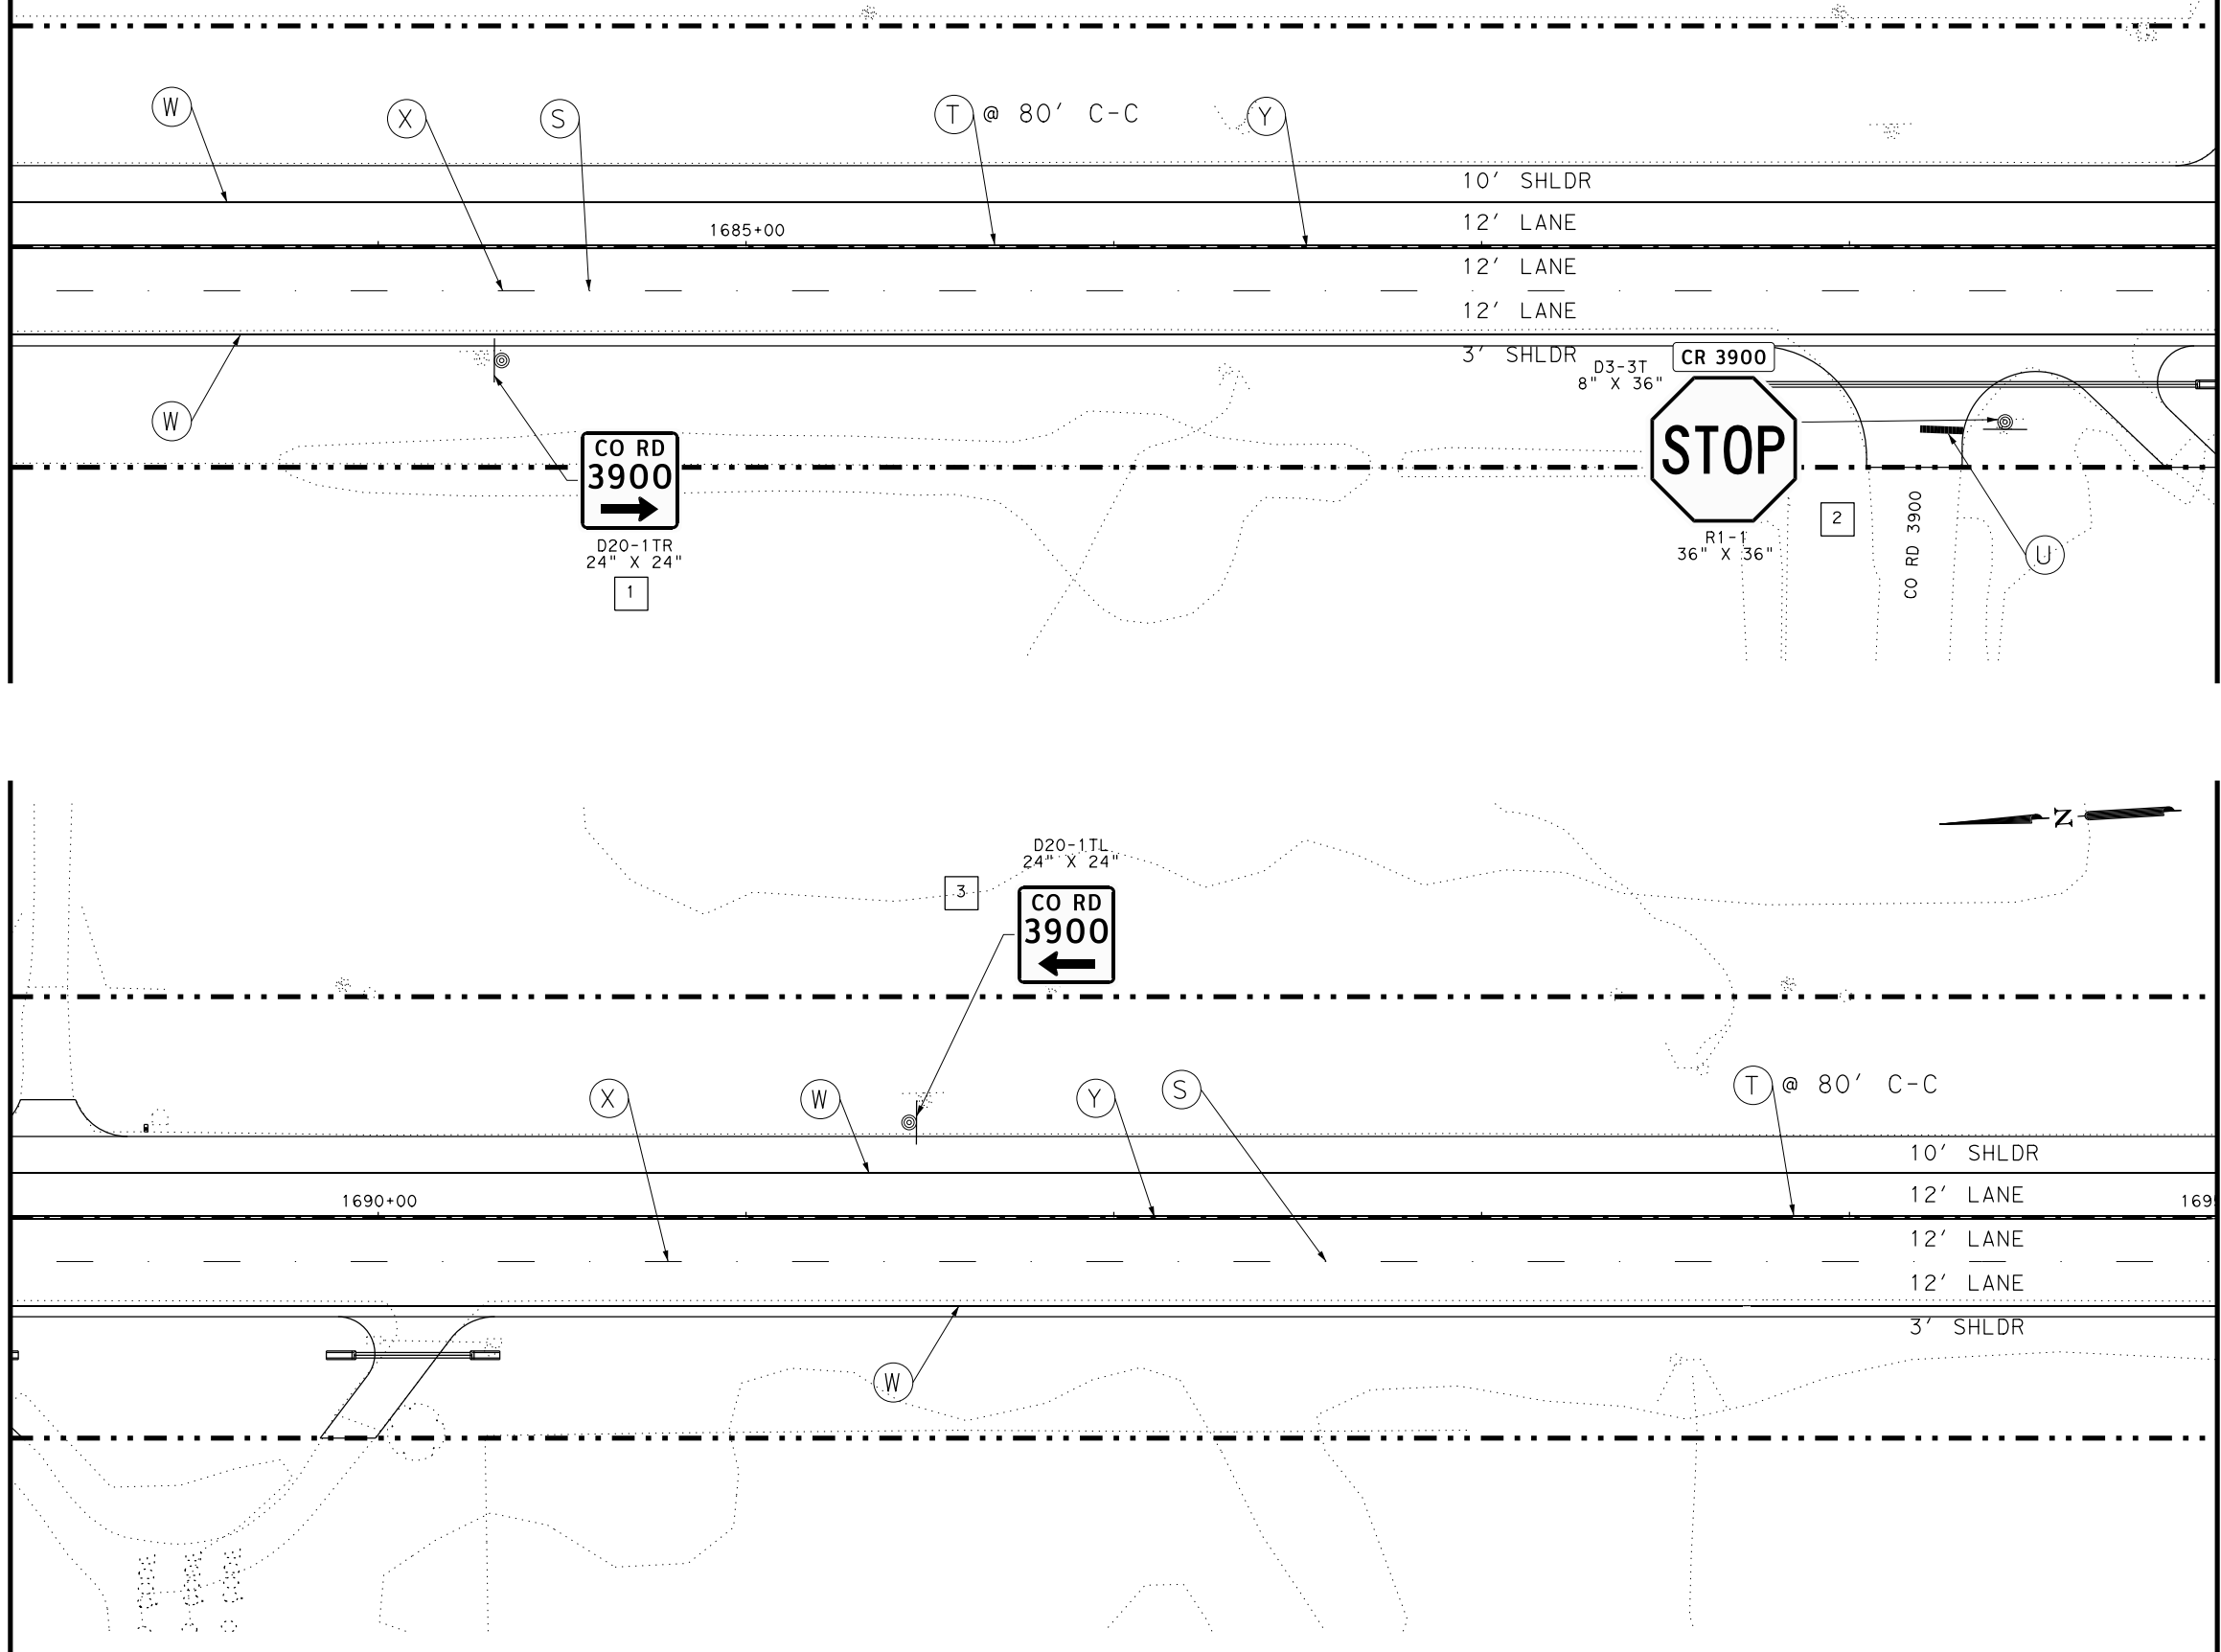 W
X
S
T @ 80' C-C
Y
10' SHLDR
12' LANE
1685+00
12' LANE
12' LANE
3' SHLDR
W
D3-3T
8" X 36"
CR 3900
STOP
R1-1
36" X 36"
2
CO RD 3900
U
CO RD
3900
D20-1TR
24" X 24"
1
N
D20-1TL
24" X 24"
3
CO RD
3900
X
W
Y
S
T @ 80' C-C
10' SHLDR
1690+00
12' LANE
12' LANE
12' LANE
3' SHLDR
W